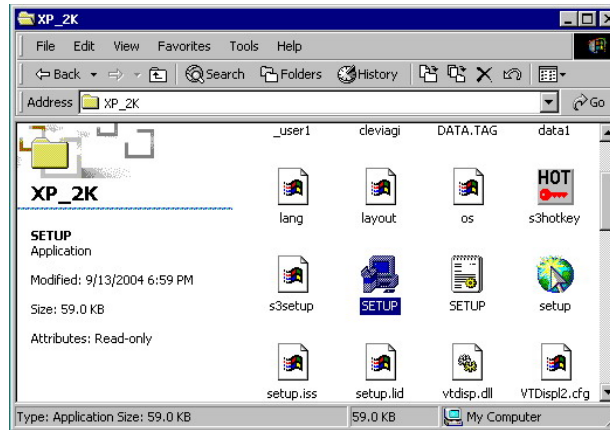 XP_2K
File Edit View Favorites Tools Help
Back Search Folders History
Address XP_2K Go
_user1 cleviagi DATA.TAG data1
XP_2K
HOT
lang layout os s3hotkey
SETUP
Application
Modified: 9/13/2004 6:59 PM
Size: 59.0 KB
Attributes: Read-only
s3setup SETUP SETUP setup
setup.iss setup.lid vtdisp.dll VTDispl2.cfg
Type: Application Size: 59.0 KB 59.0 KB My Computer